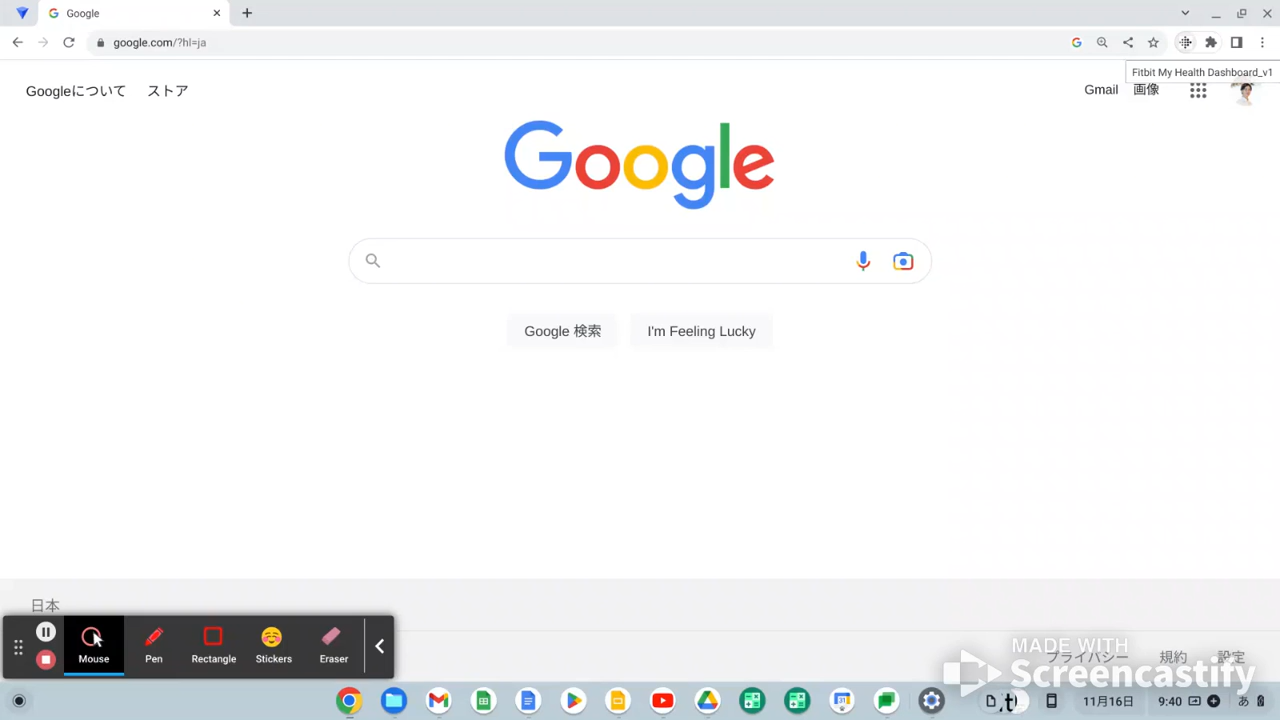 Google
google.com/?hl=ja
Fitbit My Health Dashboard_v1
Googleについて ストア
Gmail 画像
Google
Google 検索 I'm Feeling Lucky
日本
プライバシー 規約 設定
Mouse Pen Rectangle Stickers Eraser
MADE WITH
Screencastify
31
.t
11月16日 9:40 あ